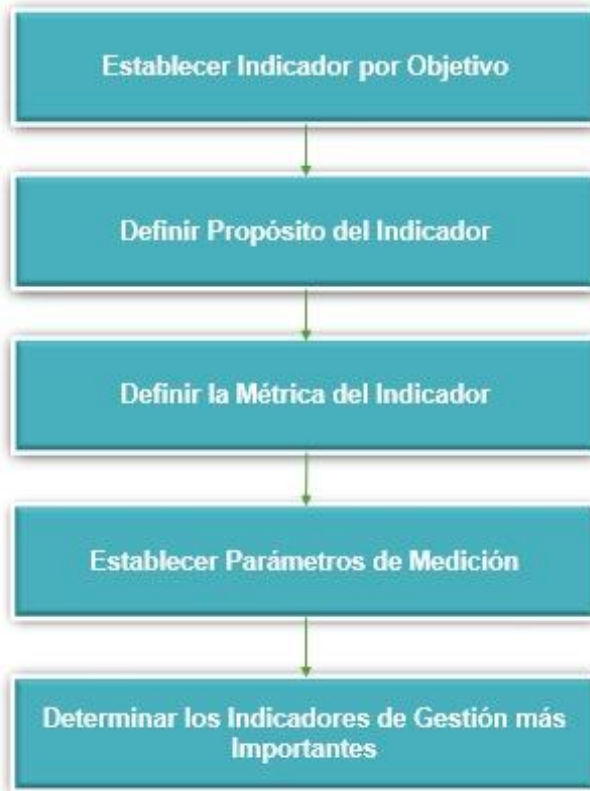 Establecer Indicador por Objetivo
Definir Propósito del Indicador
Definir la Métrica del Indicador
Establecer Parámetros de Medición
Determinar los Indicadores de Gestión más
Importantes